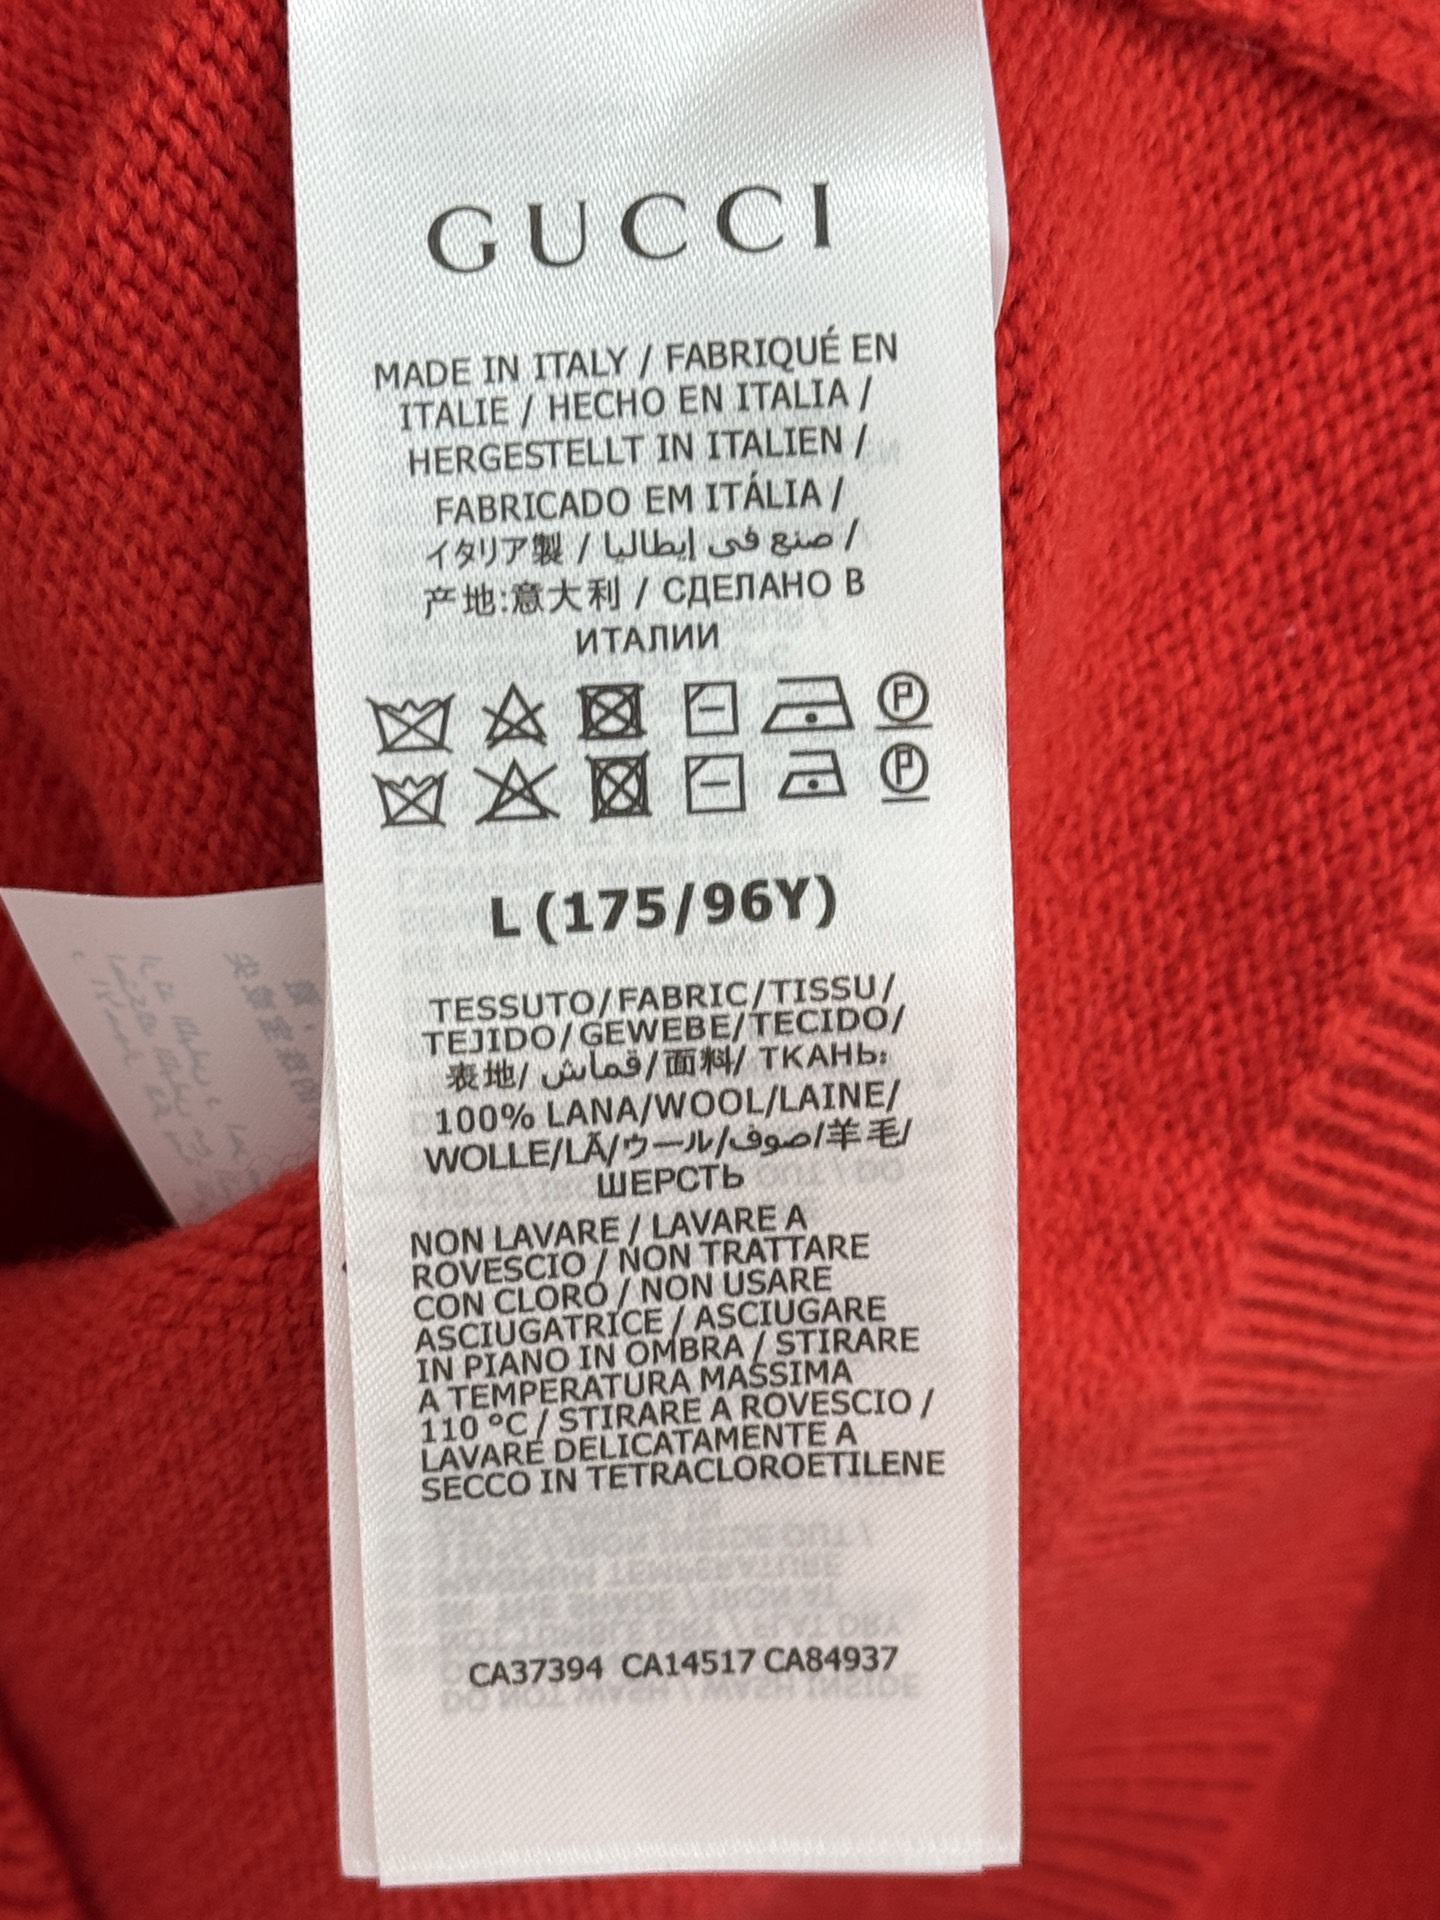 GUCCI
MADE IN ITALY / FABRIQUÉ EN
ITALIE / HECHO EN ITALIA /
HERGESTELLT IN ITALIEN /
FABRICADO EM ITÁLIA /
イタリア製 / صنع في إيطاليا /
产地:意大利 / СДЕЛАНО В
ИТАЛИИ
L (175/96Y)
TESSUTO/FABRIC/TISSU/
TEJIDO/GEWEBE/TECIDO/
表地/ قماش/面料/ ТКАНЬ:
100% LANA/WOOL/LAINE/
WOLLE/LÃ/ウール/صوف/羊毛/
ШЕРСТЬ
NON LAVARE / LAVARE A
ROVESCIO / NON TRATTARE
CON CLORO / NON USARE
ASCIUGATRICE / ASCIUGARE
IN PIANO IN OMBRA / STIRARE
A TEMPERATURA MASSIMA
110 °C / STIRARE A ROVESCIO /
LAVARE DELICATAMENTE A
SECCO IN TETRACLOROETILENE
CA37394 CA14517 CA84937